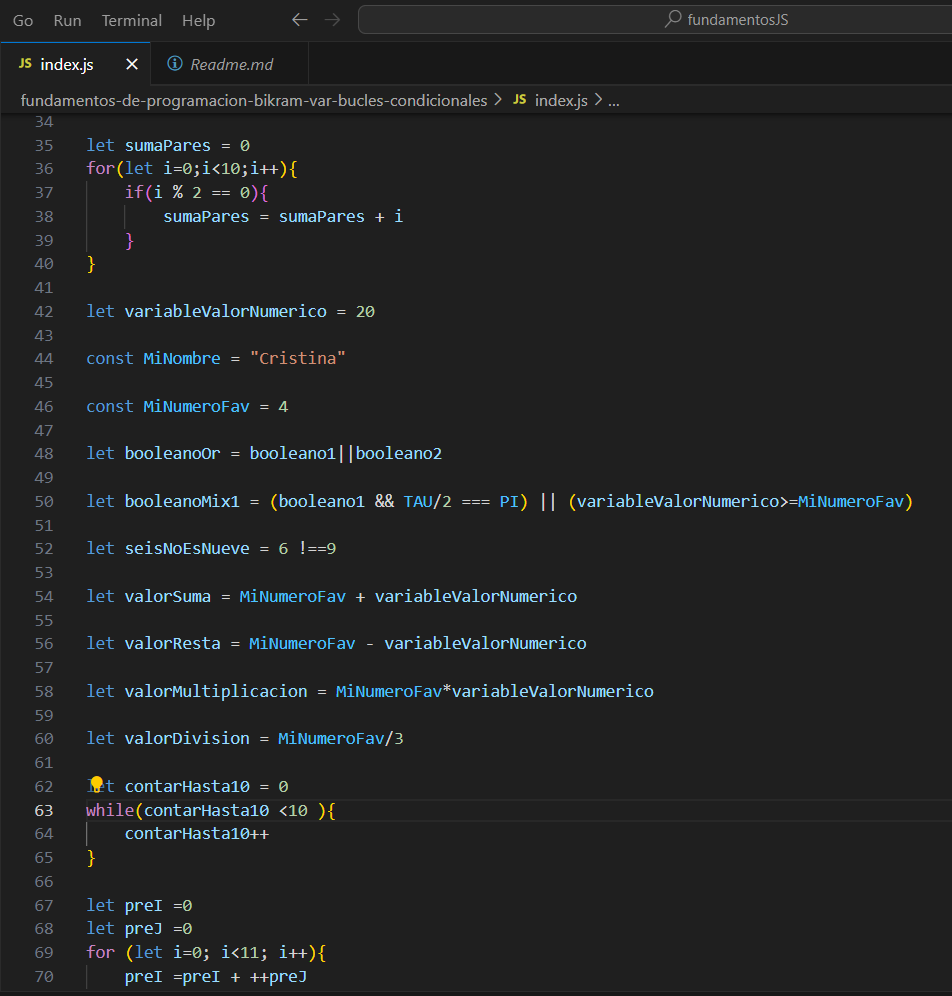 Go Run Terminal Help fundamentosJS
JS index.js Readme.md
fundamentos-de-programacion-bikram-var-bucles-condicionales > JS index.js > ...
34
35 let sumaPares = 0
36 for(let i=0;i<10;i++){
37     if(i % 2 == 0){
38         sumaPares = sumaPares + i
39     }
40 }
41
42 let variableValorNumerico = 20
43
44 const MiNombre = "Cristina"
45
46 const MiNumeroFav = 4
47
48 let booleanoOr = booleano1||booleano2
49
50 let booleanoMix1 = (booleano1 && TAU/2 === PI) || (variableValorNumerico>=MiNumeroFav)
51
52 let seisNoEsNueve = 6 !==9
53
54 let valorSuma = MiNumeroFav + variableValorNumerico
55
56 let valorResta = MiNumeroFav - variableValorNumerico
57
58 let valorMultiplicacion = MiNumeroFav*variableValorNumerico
59
60 let valorDivision = MiNumeroFav/3
61
62 let contarHasta10 = 0
63 while(contarHasta10 <10 ){
64     contarHasta10++
65 }
66
67 let preI =0
68 let preJ =0
69 for (let i=0; i<11; i++){
70     preI =preI + ++preJ